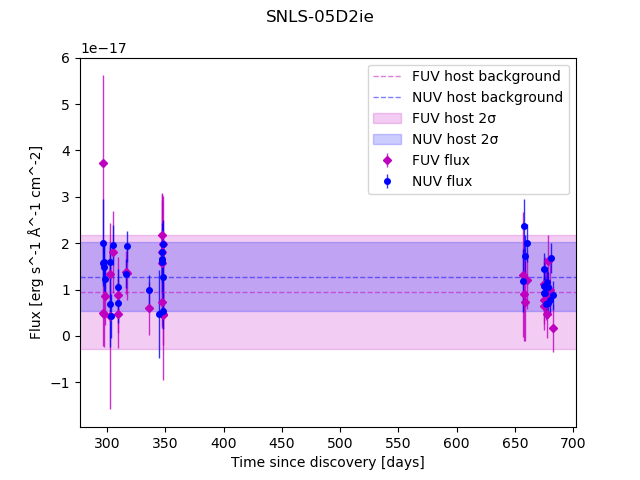 SNLS-05D2ie
1e−17
FUV host background
NUV host background
FUV host 2σ
NUV host 2σ
FUV flux
NUV flux
6
5
4
3
2
1
0
−1
Flux [erg s^-1 Å^-1 cm^-2]
300 350 400 450 500 550 600 650 700
Time since discovery [days]